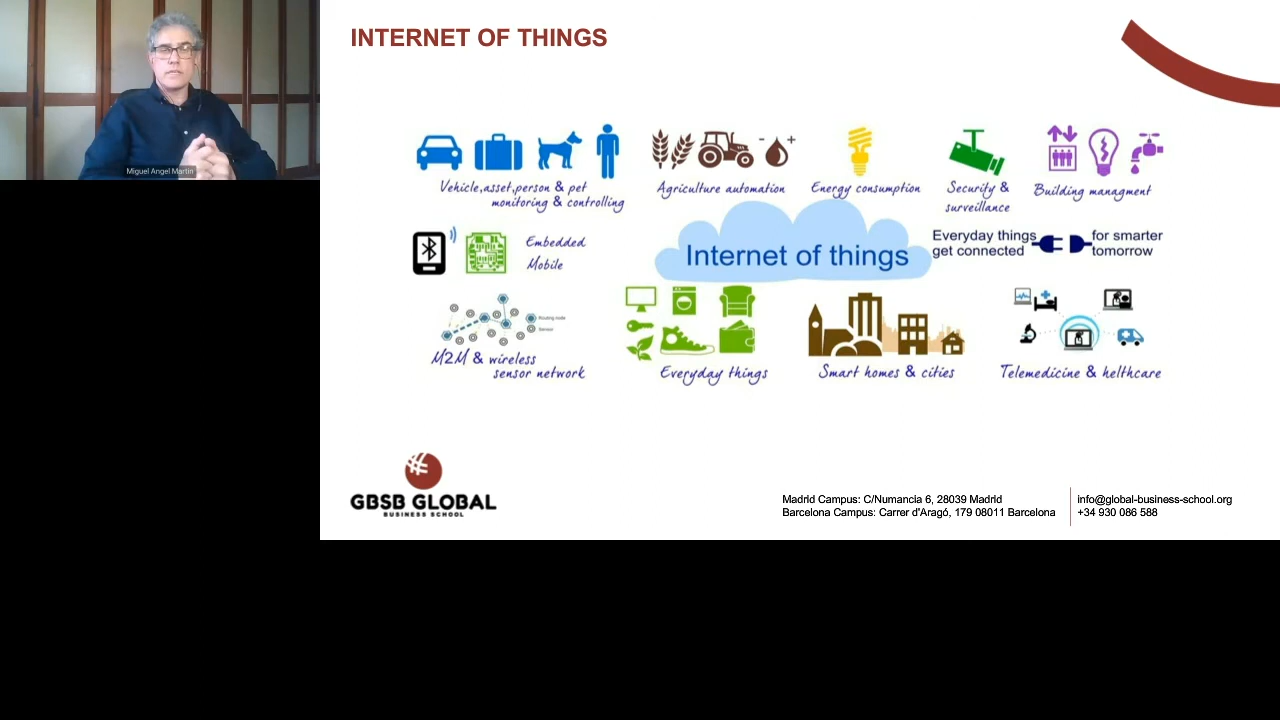 INTERNET OF THINGS
Miguel Angel Martin
Vehicle,asset,person & pet
monitoring & controlling
Agriculture automation
Energy consumption
Security &
surveillance
Building managment
Embedded
Mobile
Internet of things
Everyday things
get connected
for smarter
tomorrow
Routing node
Sensor
M2M & wireless
sensor network
Everyday things
Smart homes & cities
Telemedicine & helthcare
GBSB GLOBAL
BUSINESS SCHOOL
Madrid Campus: C/Numancia 6, 28039 Madrid
Barcelona Campus: Carrer d'Aragó, 179 08011 Barcelona
info@global-business-school.org
+34 930 086 588